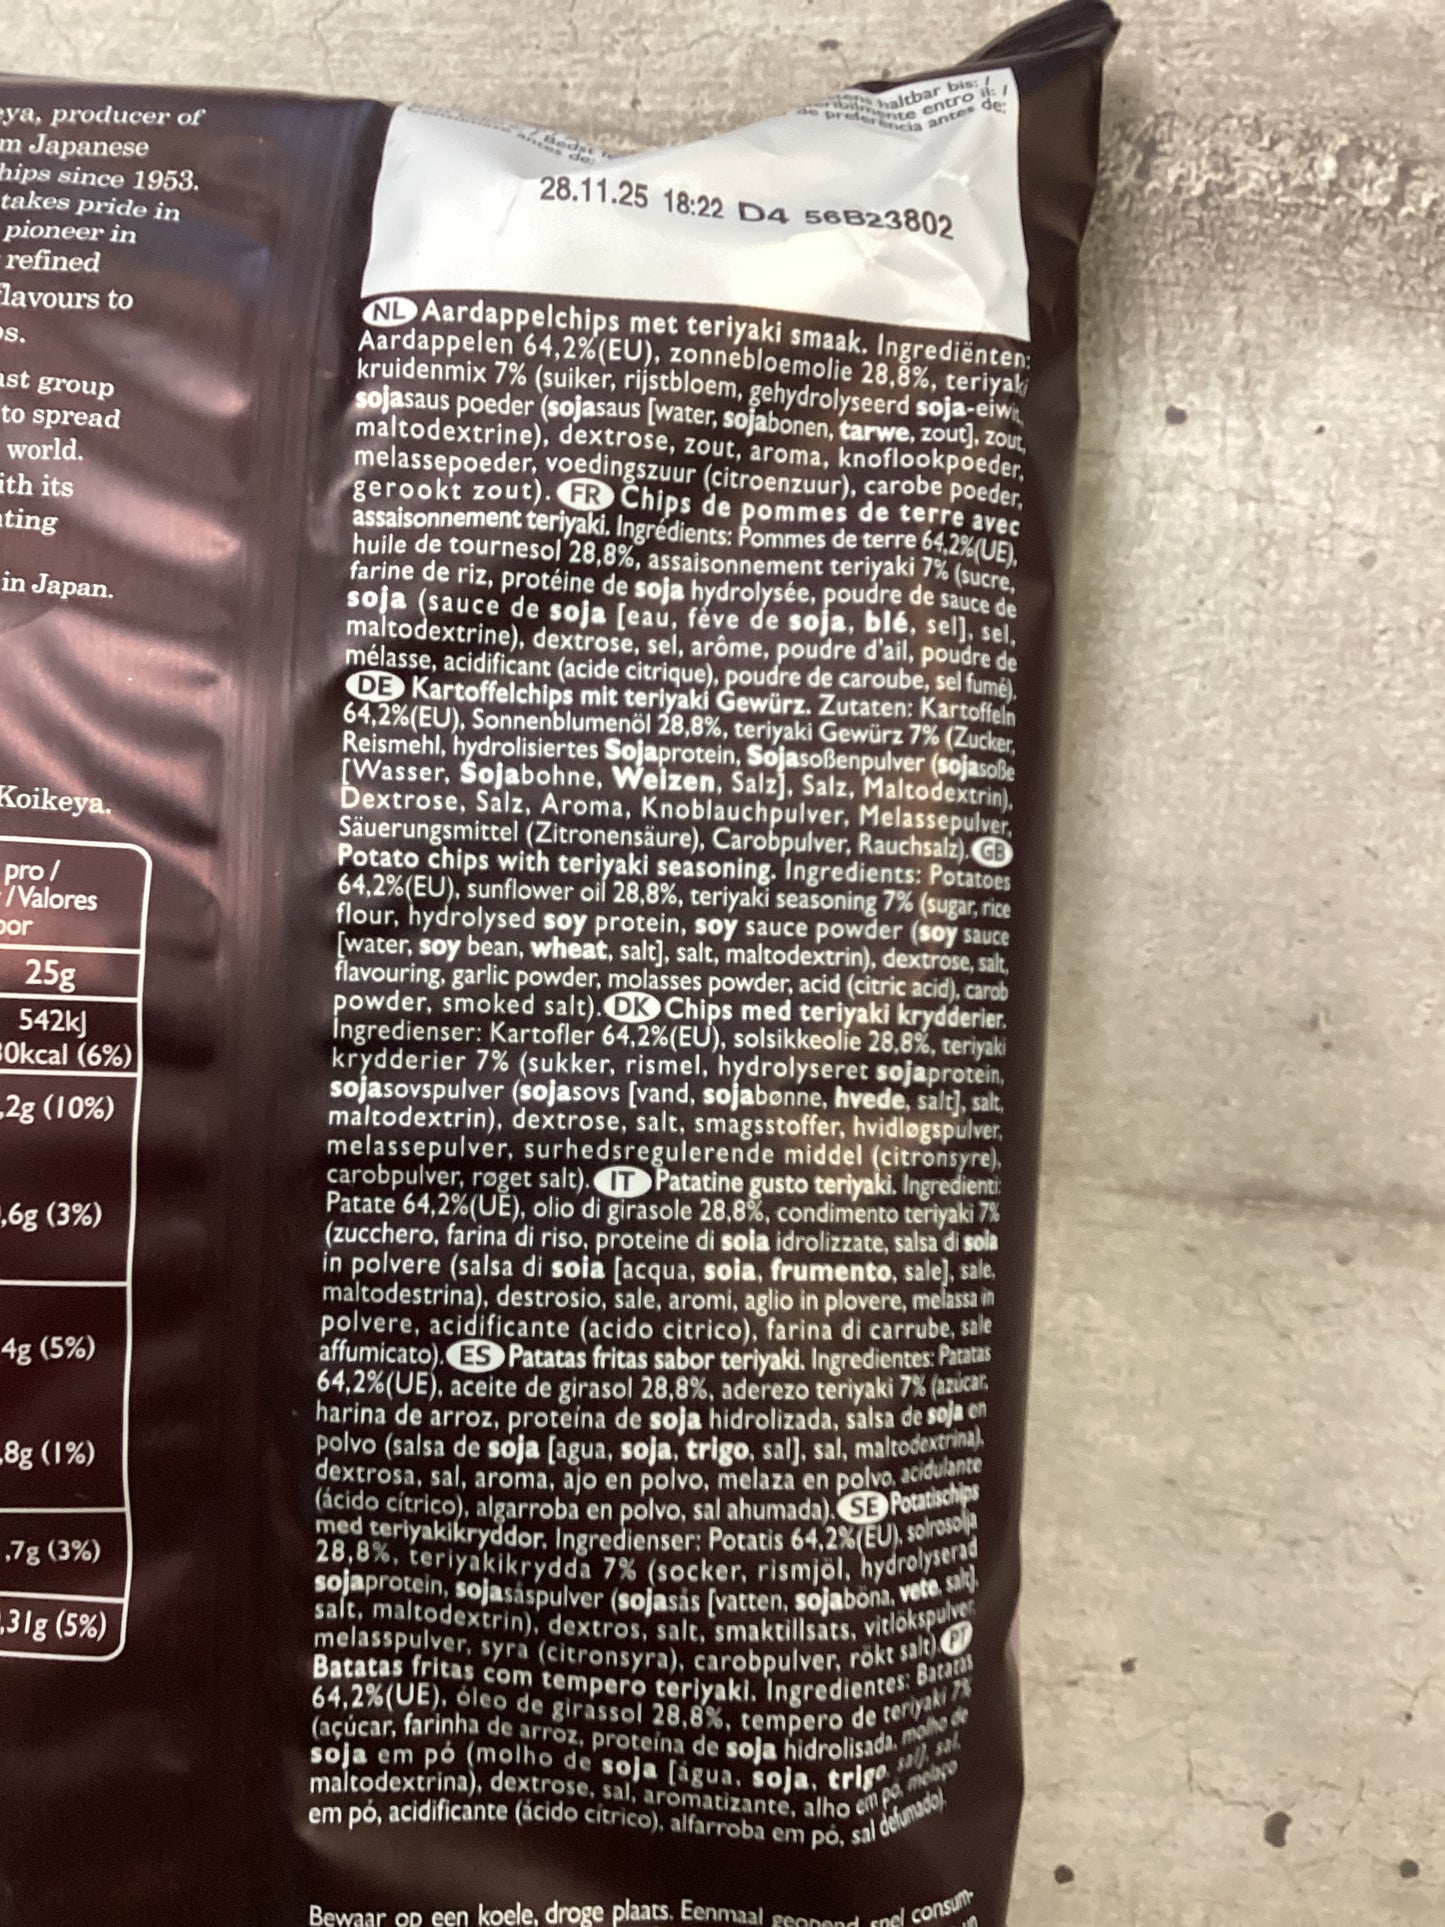 ya, producer of
m Japanese
hips since 1953.
takes pride in
pioneer in
refined
lavours to
s.
ast group
to spread
world.
ith its
ting
in Japan.
Koikeya.
pro /
/Valores
por
25g
542kJ
0kcal (6%)
,2g (10%)
,6g (3%)
4g (5%)
,8g (1%)
,7g (3%)
,31g (5%)
haltbar bis: /
entro il: /
de preferencia antes de:
/ Bedst
antes de:
28.11.25 18:22 D4 56B23802
NL Aardappelchips met teriyaki smaak. Ingrediënten:
Aardappelen 64,2%(EU), zonnebloemolie 28,8%, teriyaki
kruidenmix 7% (suiker, rijstbloem, gehydrolyseerd soja-eiwit,
sojasaus poeder (sojasaus [water, sojabonen, tarwe, zout], zout,
maltodextrine), dextrose, zout, aroma, knoflookpoeder,
melassepoeder, voedingszuur (citroenzuur), carobe poeder,
gerookt zout). FR Chips de pommes de terre avec
assaisonnement teriyaki. Ingrédients: Pommes de terre 64,2%(UE),
huile de tournesol 28,8%, assaisonnement teriyaki 7% (sucre,
farine de riz, protéine de soja hydrolysée, poudre de sauce de
soja (sauce de soja [eau, féve de soja, blé, sel], sel,
maltodextrine), dextrose, sel, arôme, poudre d'ail, poudre de
mélasse, acidificant (acide citrique), poudre de caroube, sel fumé).
DE Kartoffelchips mit teriyaki Gewürz. Zutaten: Kartoffeln
64,2%(EU), Sonnenblumenöl 28,8%, teriyaki Gewürz 7% (Zucker,
Reismehl, hydrolisiertes Sojaprotein, Sojasoßenpulver (sojasoße
[Wasser, Sojabohne, Weizen, Salz], Salz, Maltodextrin),
Dextrose, Salz, Aroma, Knoblauchpulver, Melassepulver,
Säuerungsmittel (Zitronensäure), Carobpulver, Rauchsalz). GB
Potato chips with teriyaki seasoning. Ingredients: Potatoes
64,2%(EU), sunflower oil 28,8%, teriyaki seasoning 7% (sugar, rice
flour, hydrolysed soy protein, soy sauce powder (soy sauce
[water, soy bean, wheat, salt], salt, maltodextrin), dextrose, salt,
flavouring, garlic powder, molasses powder, acid (citric acid), carob
powder, smoked salt). DK Chips med teriyaki krydderier.
Ingredienser: Kartofler 64,2%(EU), solsikkeolie 28,8%, teriyaki
krydderier 7% (sukker, rismel, hydrolyseret sojaprotein,
sojasovspulver (sojasovs [vand, sojabønne, hvede, salt], salt,
maltodextrin), dextrose, salt, smagsstoffer, hvidløgspulver,
melassepulver, surhedsregulerende middel (citronsyre),
carobpulver, røget salt). IT Patatine gusto teriyaki. Ingredienti:
Patate 64,2%(UE), olio di girasole 28,8%, condimento teriyaki 7%
(zucchero, farina di riso, proteine di soia idrolizzate, salsa di soia
in polvere (salsa di soia [acqua, soia, frumento, sale], sale,
maltodestrina), destrosio, sale, aromi, aglio in plovere, melassa in
polvere, acidificante (acido citrico), farina di carrube, sale
affumicato). ES Patatas fritas sabor teriyaki. Ingredientes: Patatas
64,2%(UE), aceite de girasol 28,8%, aderezo teriyaki 7% (azúcar,
harina de arroz, proteína de soja hidrolizada, salsa de soja en
polvo (salsa de soja [agua, soja, trigo, sal], sal, maltodextrina),
dextrosa, sal, aroma, ajo en polvo, melaza en polvo, acidulante
(ácido cítrico), algarroba en polvo, sal ahumada). SE Potatischips
med teriyakikryddor. Ingredienser: Potatis 64,2%(EU), solrosolja
28,8%, teriyakikrydda 7% (socker, rismjöl, hydrolyserad
sojaprotein, sojasåspulver (sojasås [vatten, sojaböna, vete, salt],
salt, maltodextrin), dextros, salt, smaktillsats, vitlökspulver,
melasspulver, syra (citronsyra), carobpulver, rökt salt). PT
Batatas fritas com tempero teriyaki. Ingredientes: Batatas
64,2%(UE), óleo de girassol 28,8%, tempero de teriyaki 7%
(açúcar, farinha de arroz, proteína de soja hidrolisada, molho de
soja em pó (molho de soja [água, soja, trigo, sal], sal,
maltodextrina), dextrose, sal, aromatizante, alho em pó, melaço
em pó, acidificante (ácido cítrico), alfarroba em pó, sal defumado).
Bewaar op een koele, droge plaats. Eenmaal geopend snel consum-